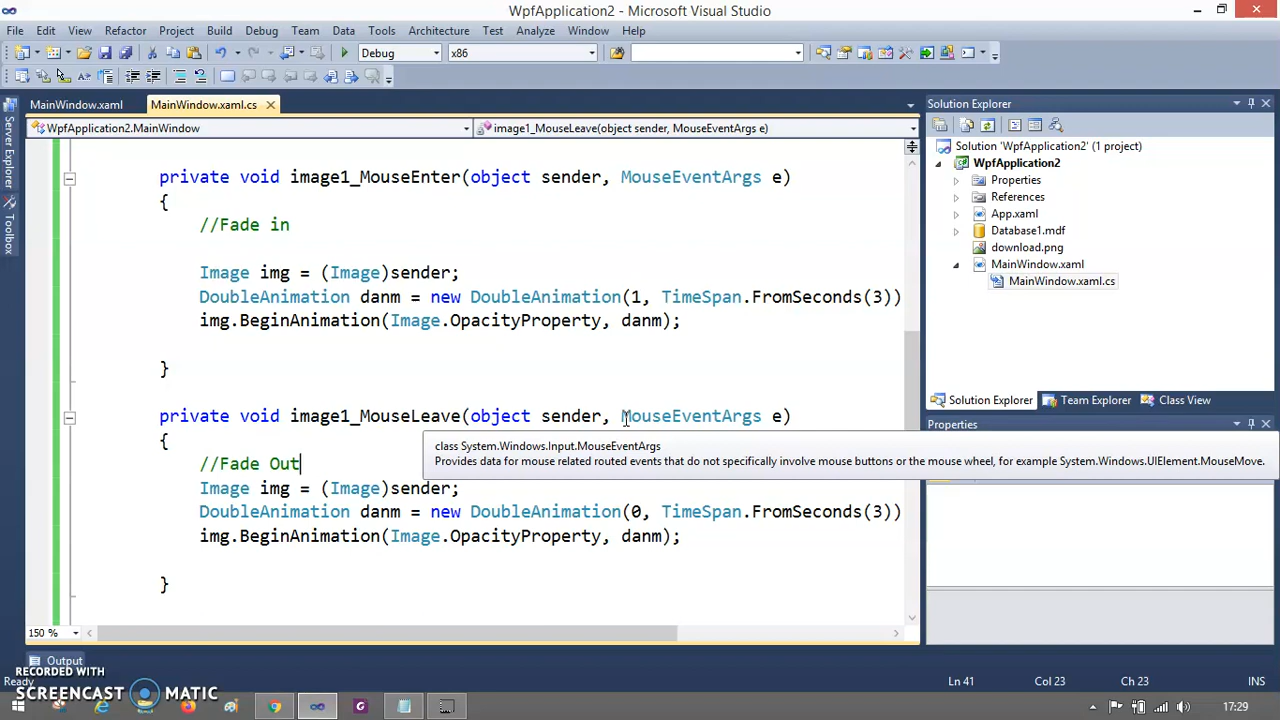 WpfApplication2 - Microsoft Visual Studio
File Edit View Refactor Project Build Debug Team Data Tools Architecture Test Analyze Window Help
Debug x86
MainWindow.xaml MainWindow.xaml.cs
WpfApplication2.MainWindow image1_MouseLeave(object sender, MouseEventArgs e)
private void image1_MouseEnter(object sender, MouseEventArgs e)
{
//Fade in
Image img = (Image)sender;
DoubleAnimation danm = new DoubleAnimation(1, TimeSpan.FromSeconds(3))
img.BeginAnimation(Image.OpacityProperty, danm);
}
private void image1_MouseLeave(object sender, MouseEventArgs e)
{
class System.Windows.Input.MouseEventArgs
Provides data for mouse related routed events that do not specifically involve mouse buttons or the mouse wheel, for example System.Windows.UIElement.MouseMove.
//Fade Out
Image img = (Image)sender;
DoubleAnimation danm = new DoubleAnimation(0, TimeSpan.FromSeconds(3))
img.BeginAnimation(Image.OpacityProperty, danm);
}
150 %
Server Explorer
Toolbox
Solution Explorer
Solution 'WpfApplication2' (1 project)
WpfApplication2
Properties
References
App.xaml
Database1.mdf
download.png
MainWindow.xaml
MainWindow.xaml.cs
Solution Explorer Team Explorer Class View
Properties
Output
Ready Ln 41 Col 23 Ch 23 INS
RECORDED WITH
SCREENCAST MATIC
17:29